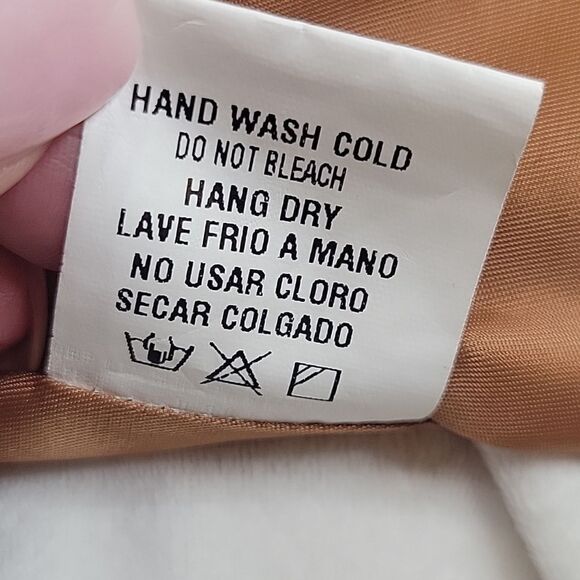 HAND WASH COLD
DO NOT BLEACH
HANG DRY
LAVE FRIO A MANO
NO USAR CLORO
SECAR COLGADO